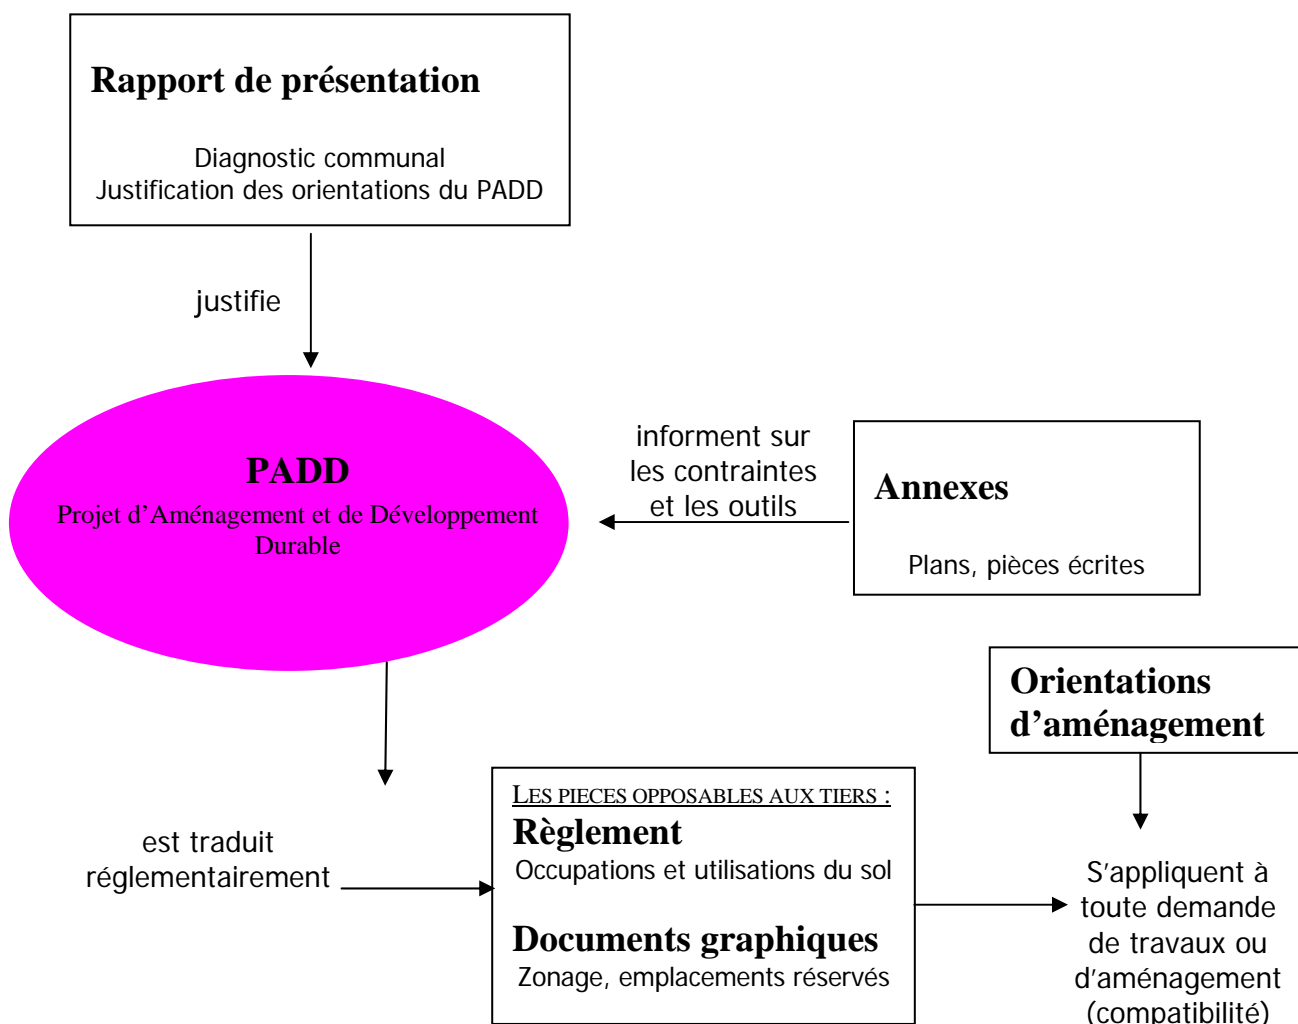 Rapport de présentation
Diagnostic communal
Justification des orientations du PADD
justifie
PADD
Projet d'Aménagement et de Développement
Durable
informent sur
les contraintes
et les outils
Annexes
Plans, pièces écrites
Orientations
d'aménagement
est traduit
réglementairement
LES PIECES OPPOSABLES AUX TIERS :
Règlement
Occupations et utilisations du sol
Documents graphiques
Zonage, emplacements réservés
S'appliquent à
toute demande
de travaux ou
d'aménagement
(compatibilité)